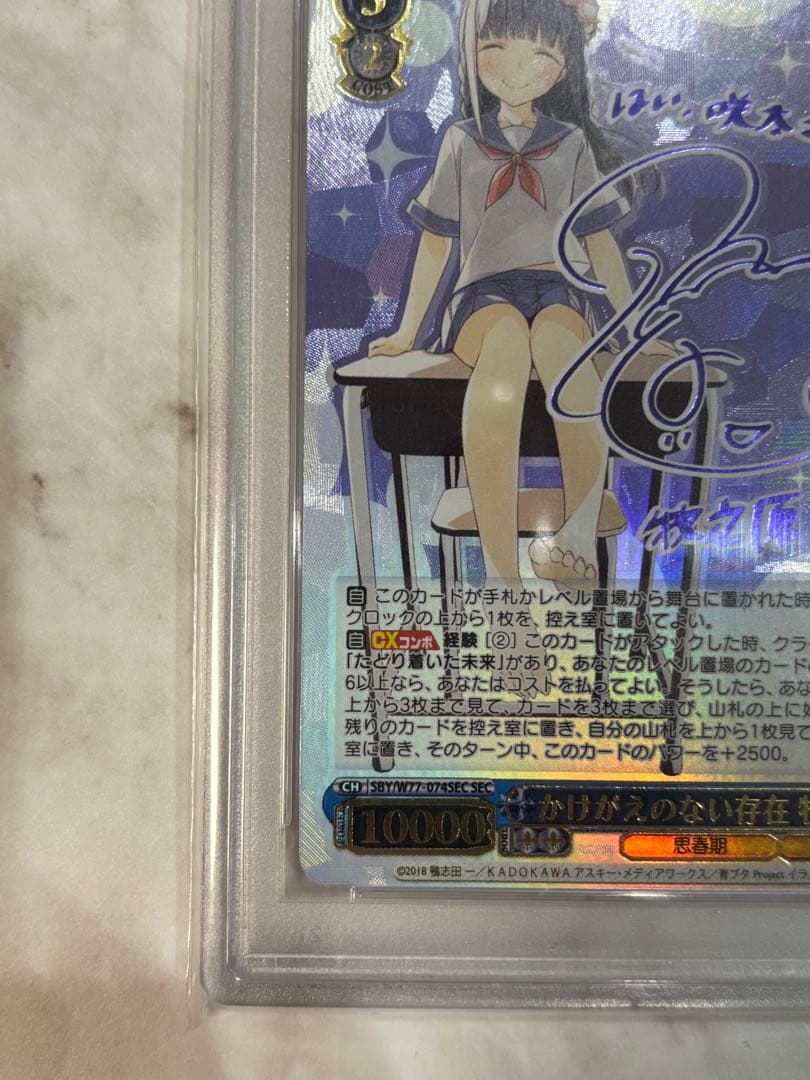 3
2
COST
はい、咲太
牧之原
自 このカードが手札かレベル置場から舞台に置かれた時
クロックの上から1枚を、控え室に置いてよい。
自 CXコンボ 経験［②］このカードがアタックした時、クラ
「たどり着いた未来」があり、あなたのレベル置場のカード
6以上なら、あなたはコストを払ってよい。そうしたら、あな
上から3枚まで見て、カードを3枚まで選び、山札の上に
残りのカードを控え室に置き、自分の山札を上から1枚見て
室に置き、そのターン中、このカードのパワーを＋2500。
CH SBY/W77-074SEC SEC
POWER 10000 かけがえのない存在
SOUL 思春期
©2018 鴨志田 一／KADOKAWA アスキー・メディアワークス／青ブタ Project イラ